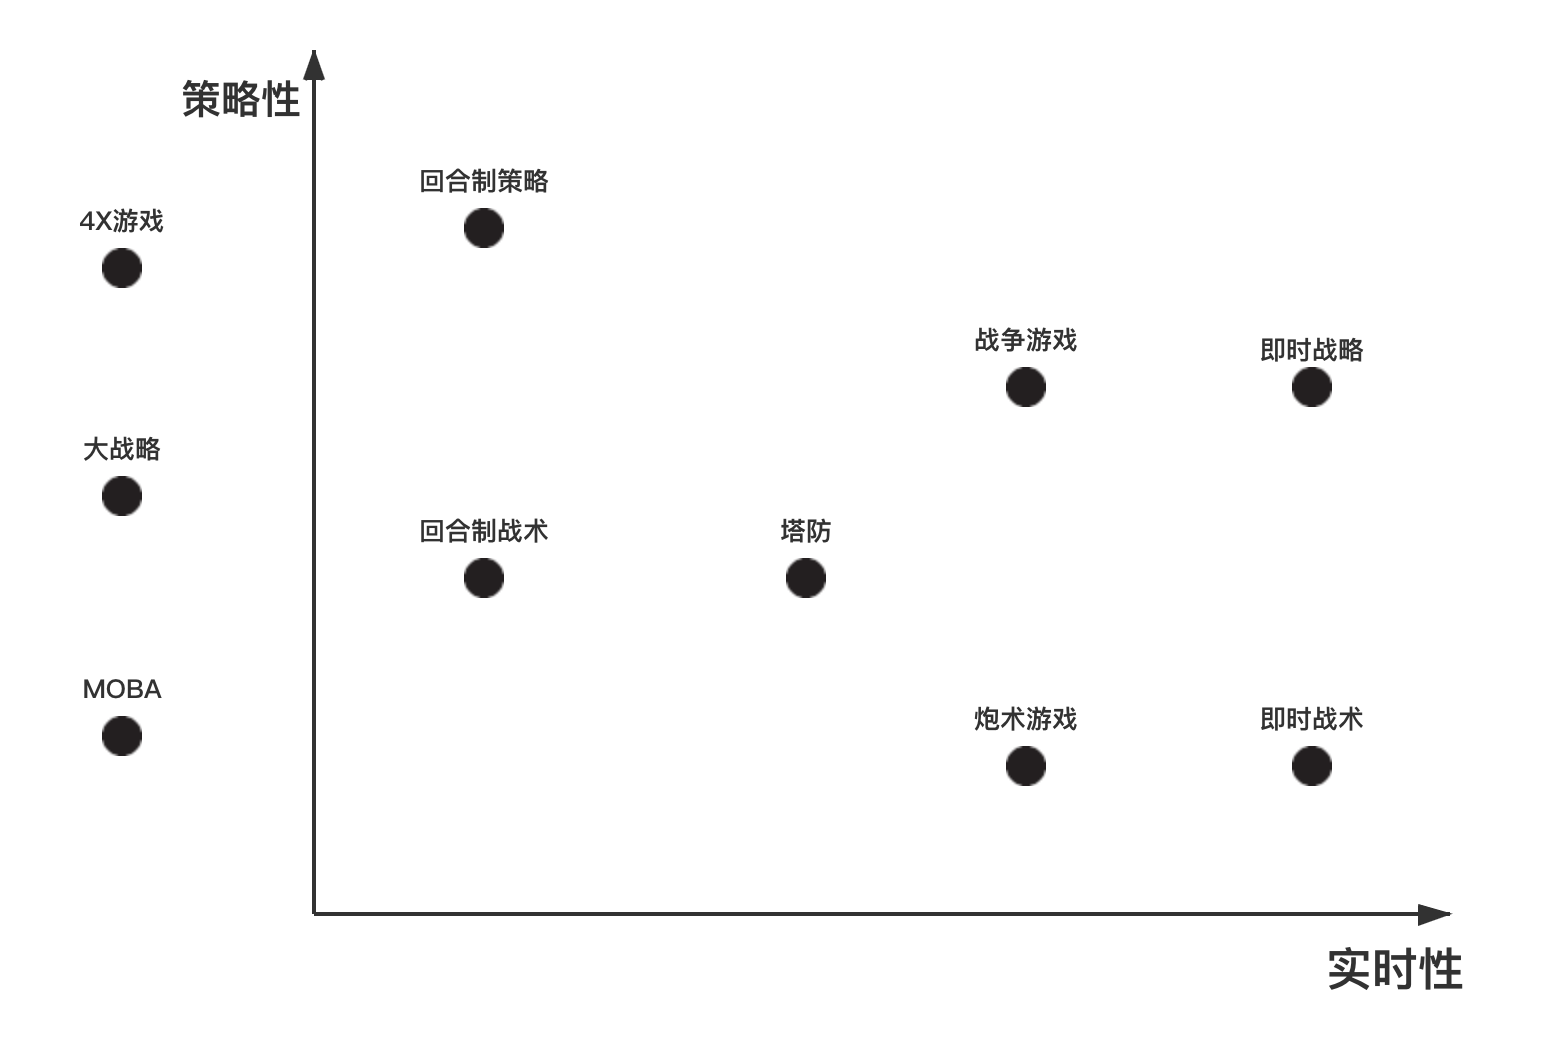 策略性
回合制策略
4X游戏
战争游戏
即时战略
大战略
回合制战术
塔防
MOBA
炮术游戏
即时战术
实时性